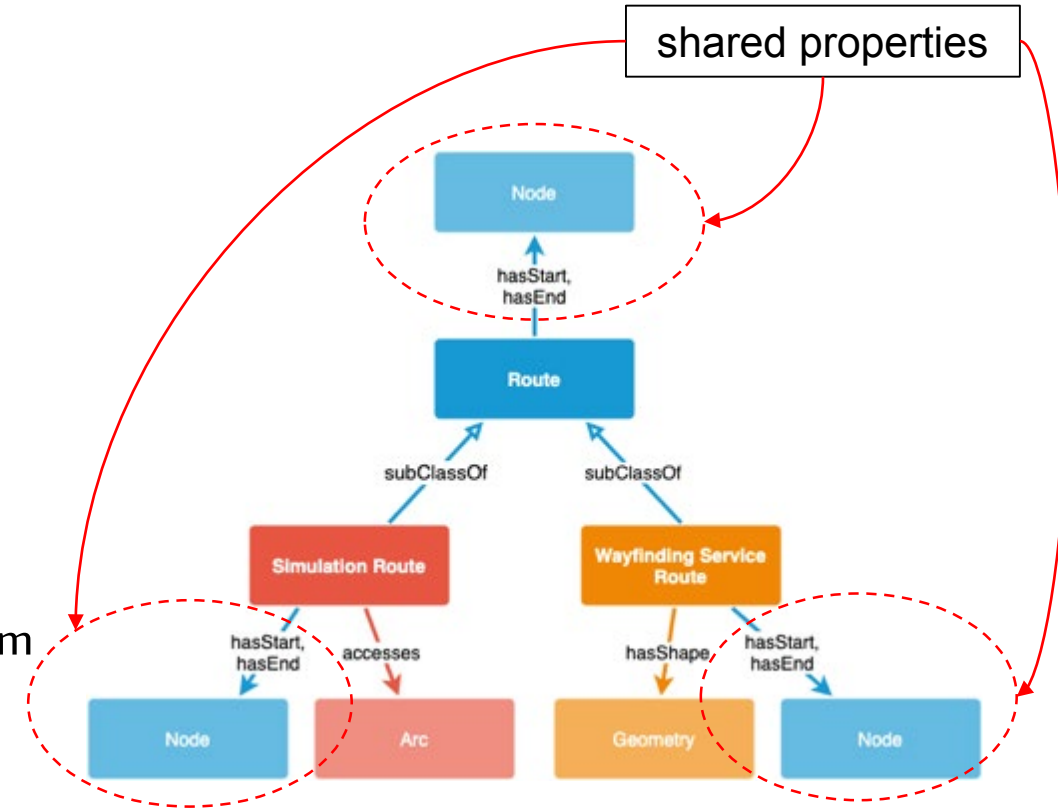 shared properties
Node
hasStart,
hasEnd
Route
subClassOf
subClassOf
Simulation Route
Wayfinding Service
Route
m
hasStart,
hasEnd
accesses
hasShape
hasStart,
hasEnd
Node
Arc
Geometry
Node